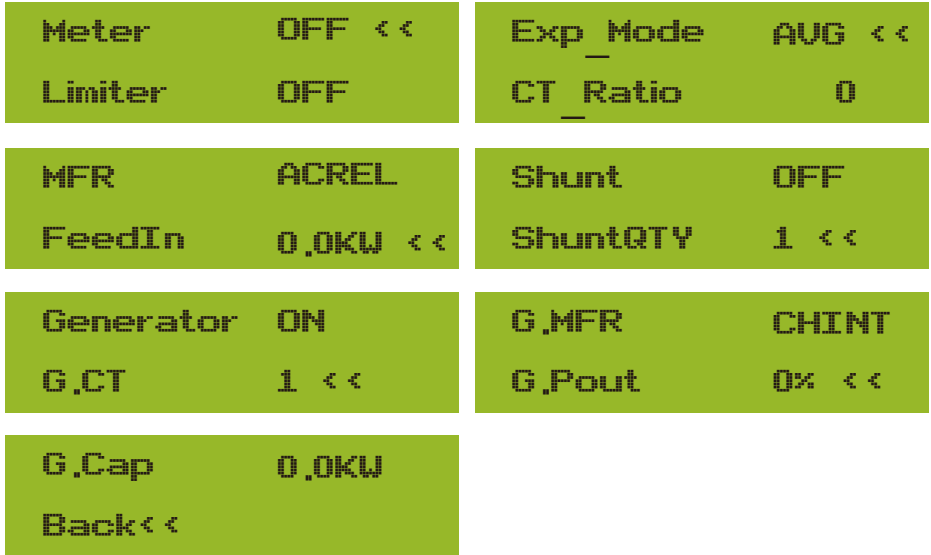 Meter OFF <<
Limiter OFF
Exp_Mode AVG <<
CT_Ratio 0
MFR ACREL
FeedIn 0.0KW <<
Shunt OFF
ShuntQTY 1 <<
Generator ON
G.CT 1 <<
G.MFR CHINT
G.Pout 0% <<
G.Cap 0.0KW
Back<<